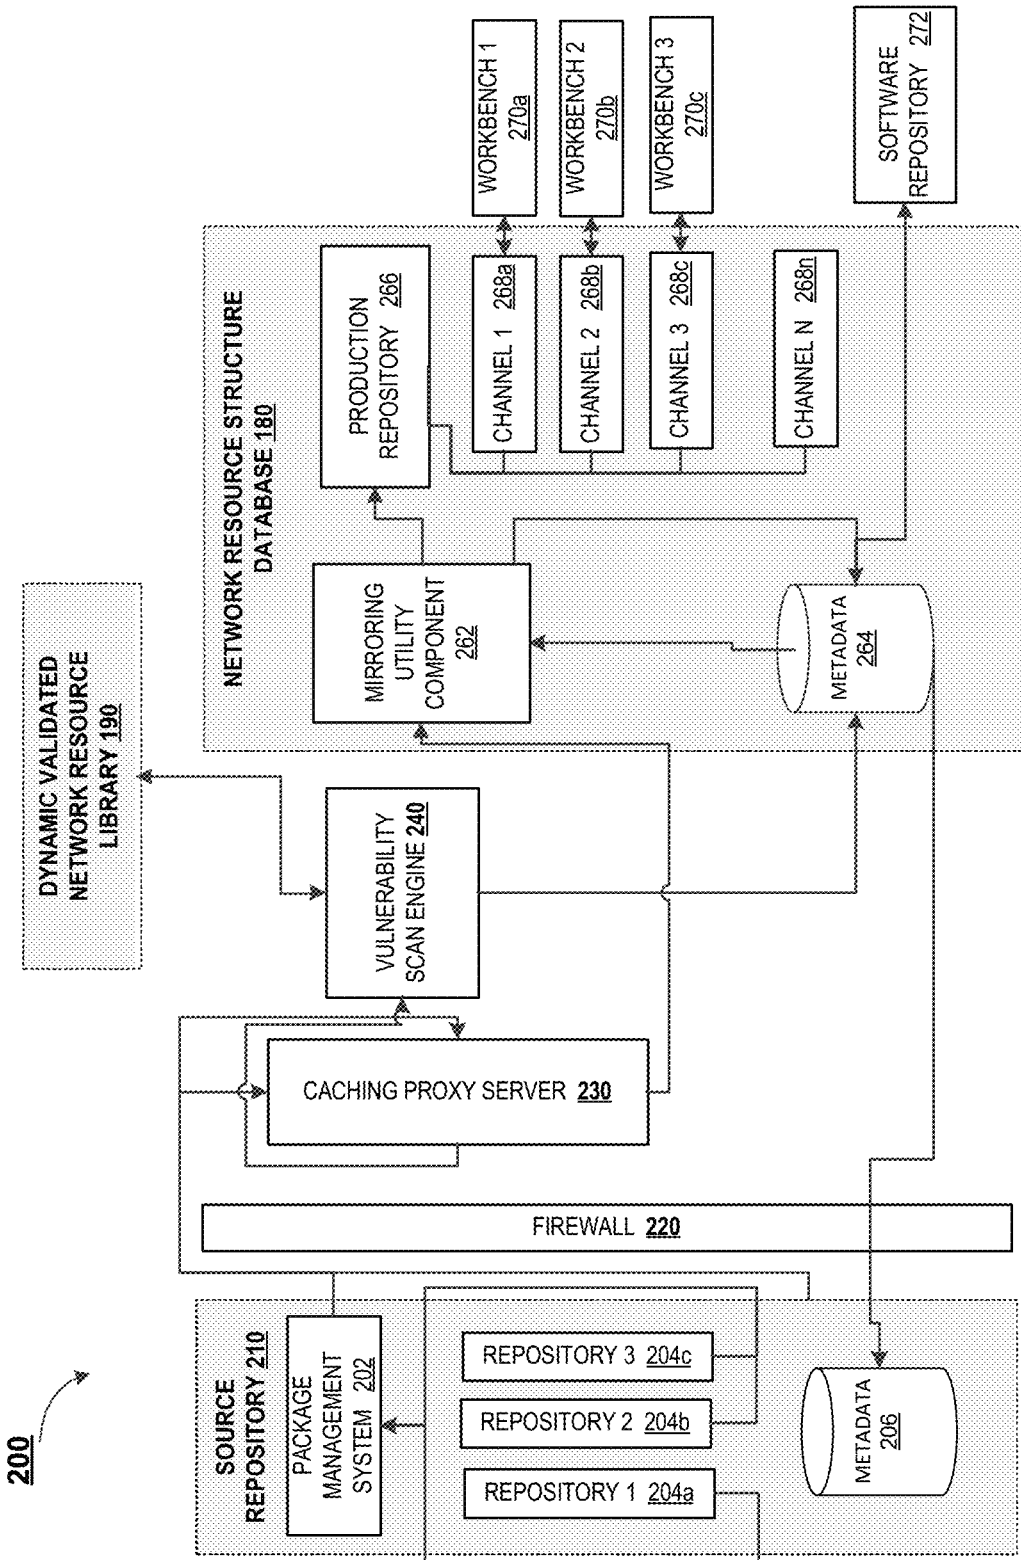 200
SOURCE
REPOSITORY 210
PACKAGE
MANAGEMENT
SYSTEM 202
REPOSITORY 1 204a
REPOSITORY 2 204b
REPOSITORY 3 204c
METADATA
206
FIREWALL 220
CACHING PROXY SERVER 230
VULNERABILITY
SCAN ENGINE 240
DYNAMIC VALIDATED
NETWORK RESOURCE
LIBRARY 190
NETWORK RESOURCE STRUCTURE
DATABASE 180
MIRRORING
UTILITY
COMPONENT
262
METADATA
264
PRODUCTION
REPOSITORY 266
CHANNEL 1 268a
CHANNEL 2 268b
CHANNEL 3 268c
CHANNEL N 268n
WORKBENCH 1
270a
WORKBENCH 2
270b
WORKBENCH 3
270c
SOFTWARE
REPOSITORY 272